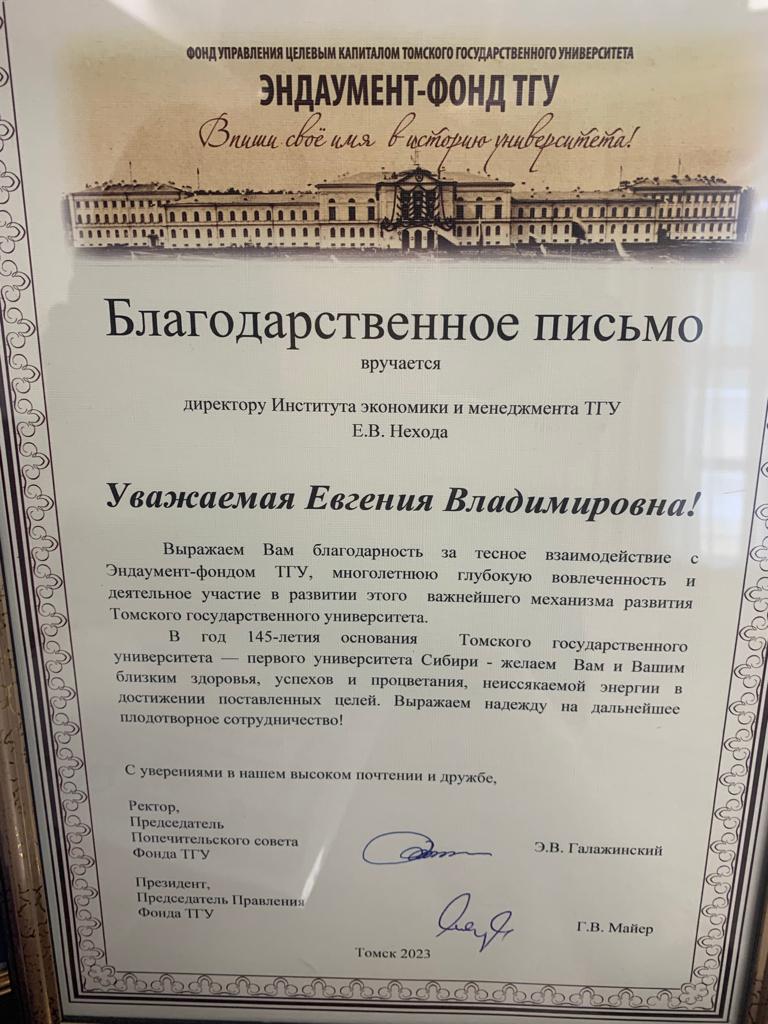 ФОНД УПРАВЛЕНИЯ ЦЕЛЕВЫМ КАПИТАЛОМ ТОМСКОГО ГОСУДАРСТВЕННОГО УНИВЕРСИТЕТА
ЭНДАУМЕНТ-ФОНД ТГУ
Впиши своё имя в историю университета!
Благодарственное письмо
вручается
директору Института экономики и менеджмента ТГУ
Е.В. Нехода
Уважаемая Евгения Владимировна!
Выражаем Вам благодарность за тесное взаимодействие с
Эндаумент-фондом ТГУ, многолетнюю глубокую вовлеченность и
деятельное участие в развитии этого важнейшего механизма развития
Томского государственного университета.
В год 145-летия основания Томского государственного
университета — первого университета Сибири - желаем Вам и Вашим
близким здоровья, успехов и процветания, неиссякаемой энергии в
достижении поставленных целей. Выражаем надежду на дальнейшее
плодотворное сотрудничество!
С уверениями в нашем высоком почтении и дружбе,
Ректор,
Председатель
Попечительского совета
Фонда ТГУ
Э.В. Галажинский
Президент,
Председатель Правления
Фонда ТГУ
Г.В. Майер
Томск 2023